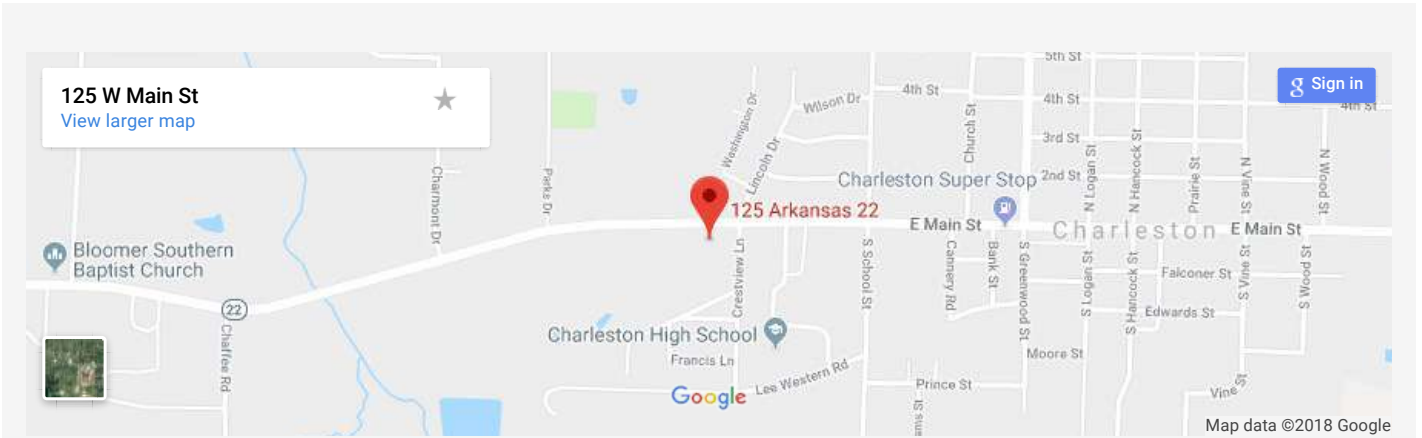 125 W Main St
View larger map
Sign in
5th St
4th St
4th St
4th St
Wilson Dr
Washington Dr
Lincoln Dr
Church St
3rd St
2nd St
N Logan St
N Hancock St
Prairie St
N Vine St
N Wood St
Charmont Dr
Parks Dr
Charleston Super Stop
125 Arkansas 22
E Main St
Charleston
E Main St
Bloomer Southern
Baptist Church
22
Chaffee Rd
Crestview Ln
S School St
Cannery Rd
Bank St
S Greenwood St
S Logan St
S Hancock St
Falconer St
S Vine St
S Wood St
Edwards St
Charleston High School
Francis Ln
Lee Western Rd
Moore St
Prince St
Vine St
Google
Map data ©2018 Google